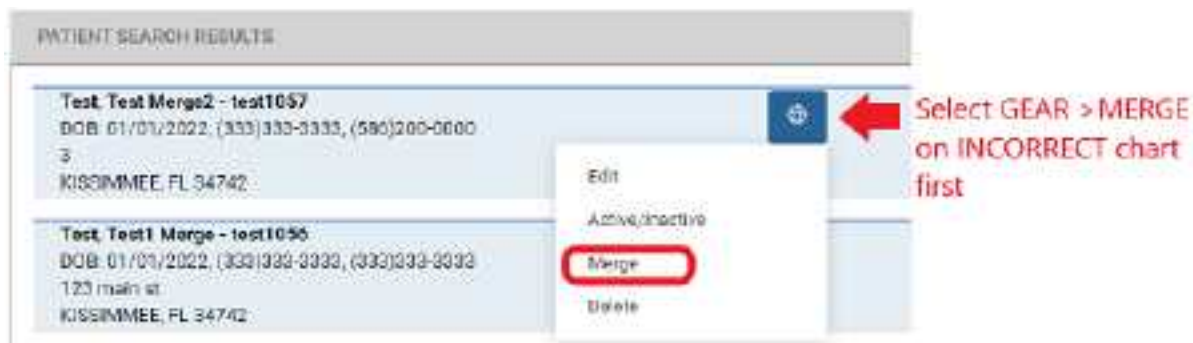 PATIENT SEARCH RESULTS
Test, Test Merge2 - test1057
DOB: 01/01/2022, (333)333-3333, (586)200-0000
3
KISSIMMEE, FL 34742
Select GEAR > MERGE
on INCORRECT chart
first
Edit
Active/Inactive
Merge
Delete
Test, Test1 Merge - test1056
DOB: 01/01/2022, (333)333-3333, (333)333-3333
123 main st
KISSIMMEE, FL 34742